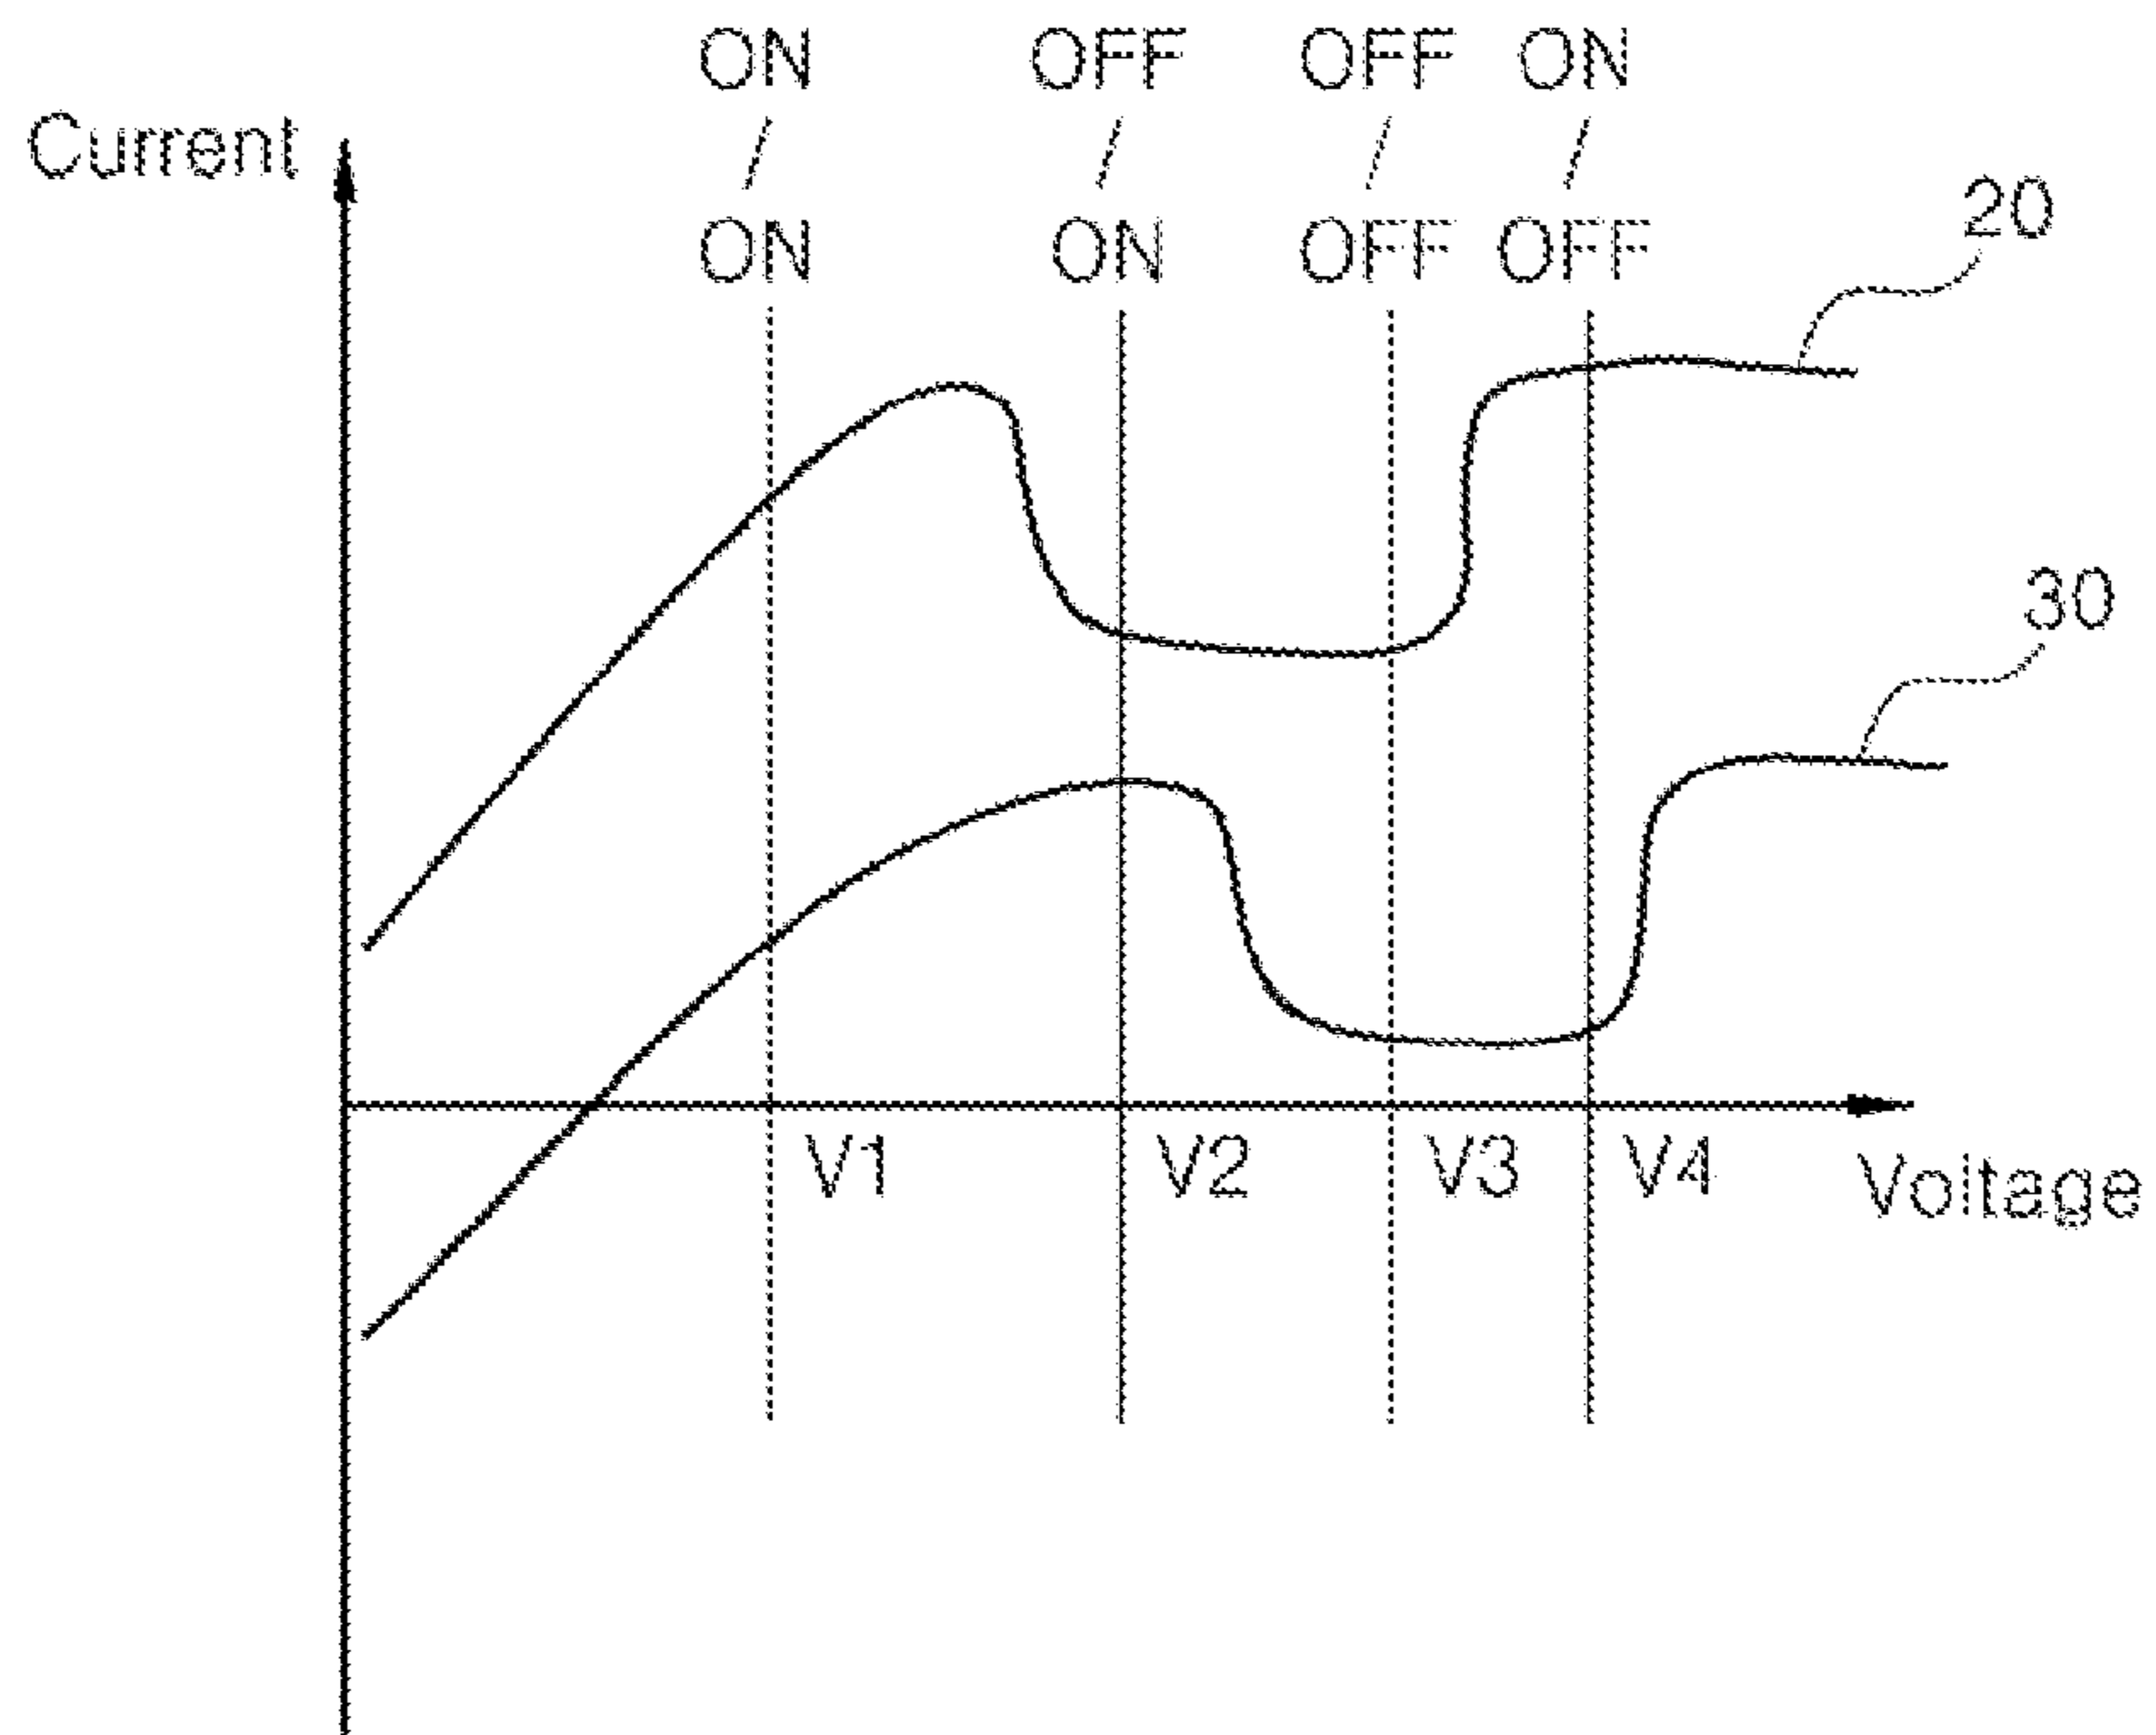 ON OFF OFF ON
Current
/ / / /
ON ON OFF OFF
20
30
V1 V2 V3 V4
Voltage